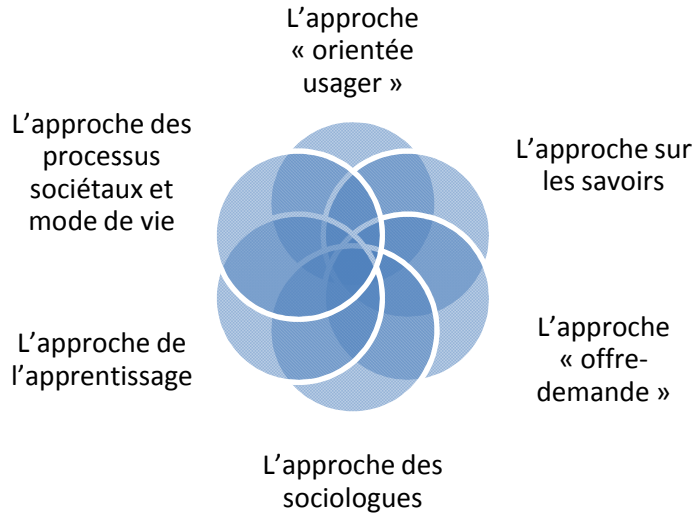 L’approche
« orientée
usager »
L’approche sur
les savoirs
L’approche
« offre-
demande »
L’approche des
sociologues
L’approche de
l’apprentissage
L’approche des
processus
sociétaux et
mode de vie